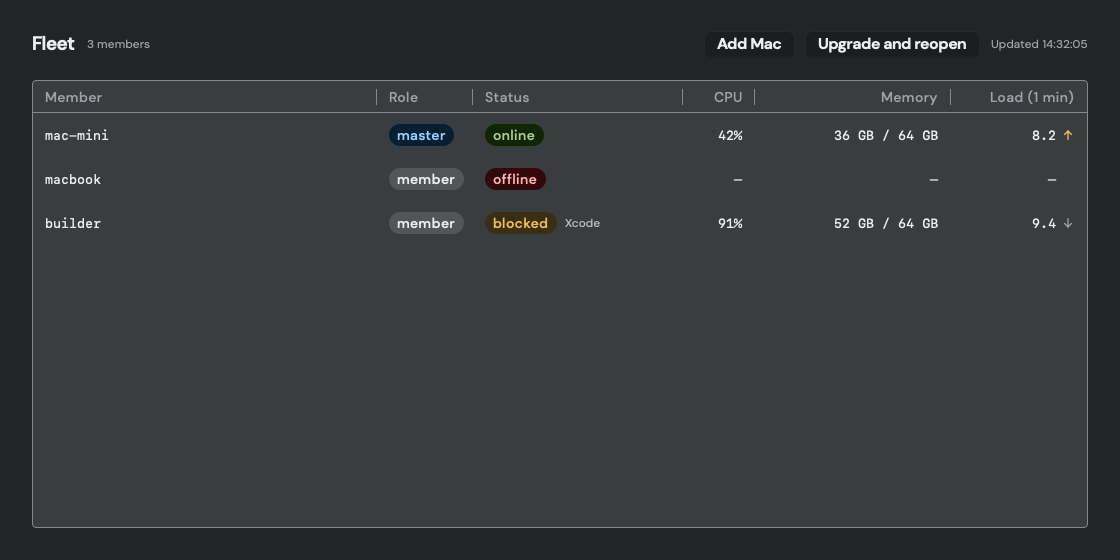 Fleet 3 members Add Mac Upgrade and reopen Updated 14:32:05
Member Role Status CPU Memory Load (1 min)
mac-mini master online 42% 36 GB / 64 GB 8.2 ↑
macbook member offline – – –
builder member blocked Xcode 91% 52 GB / 64 GB 9.4 ↓